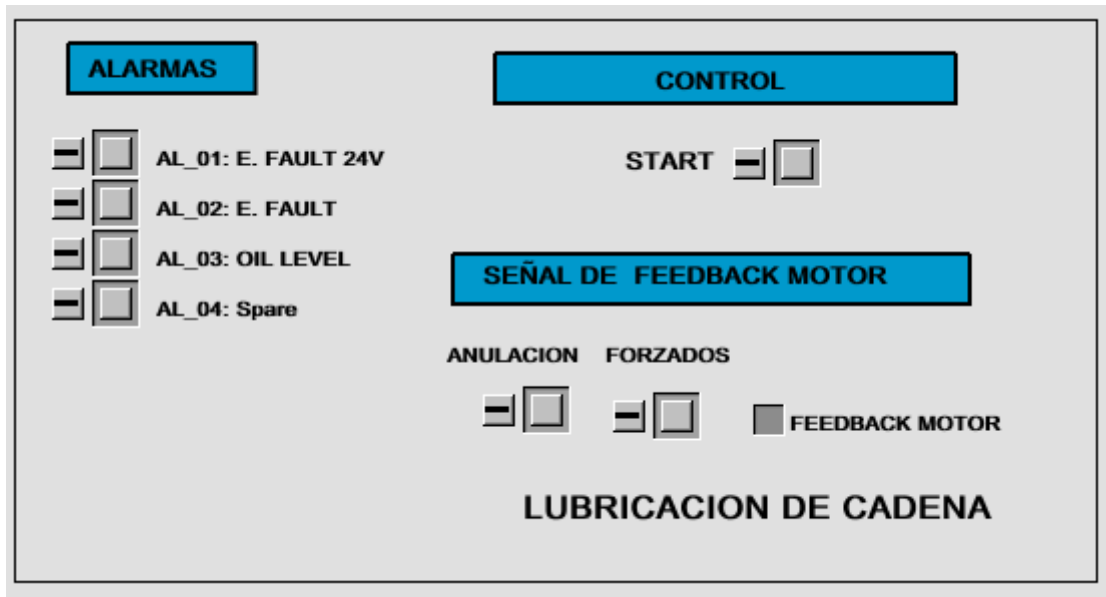 ALARMAS
CONTROL
AL_01: E. FAULT 24V
START
AL_02: E. FAULT
AL_03: OIL LEVEL
SEÑAL DE FEEDBACK MOTOR
AL_04: Spare
ANULACION FORZADOS
FEEDBACK MOTOR
LUBRICACION DE CADENA